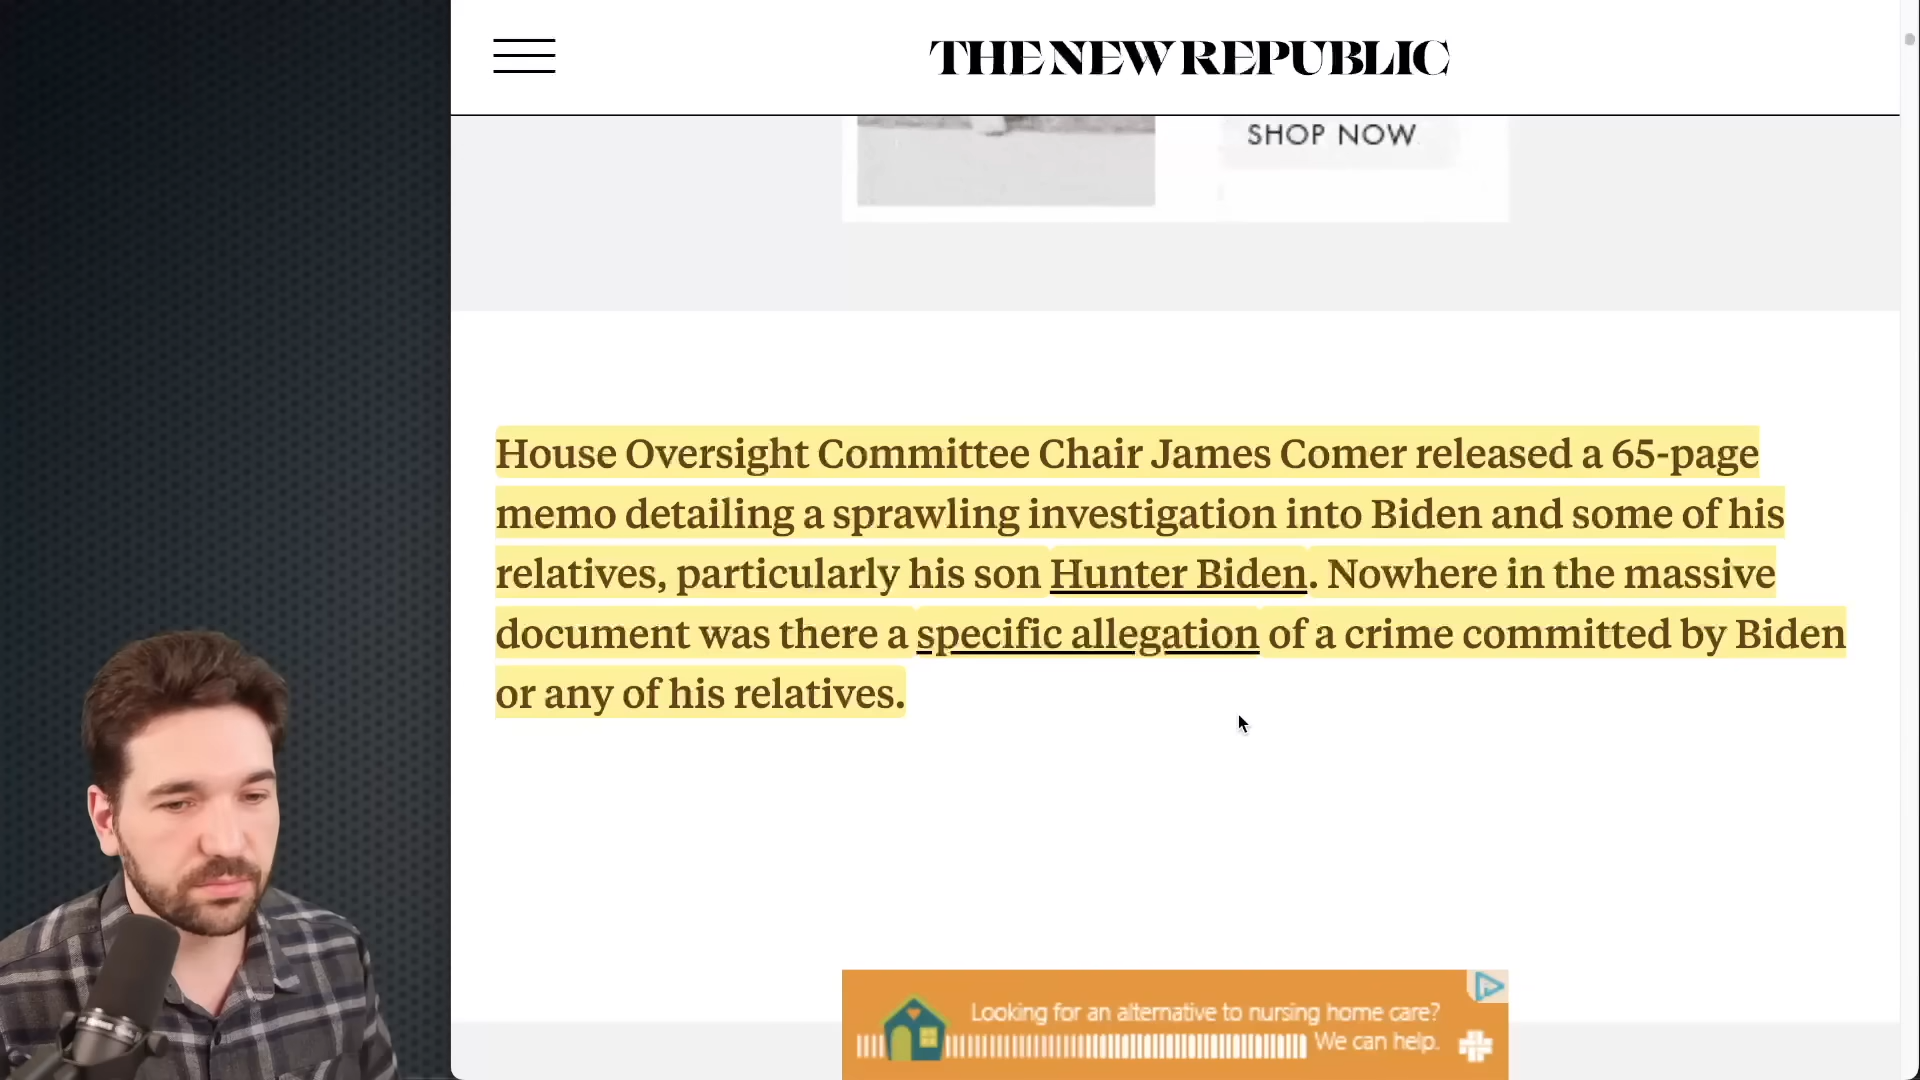 THE NEW REPUBLIC
SHOP NOW
House Oversight Committee Chair James Comer released a 65-page
memo detailing a sprawling investigation into Biden and some of his
relatives, particularly his son Hunter Biden. Nowhere in the massive
document was there a specific allegation of a crime committed by Biden
or any of his relatives.
Looking for an alternative to nursing home care?
We can help.